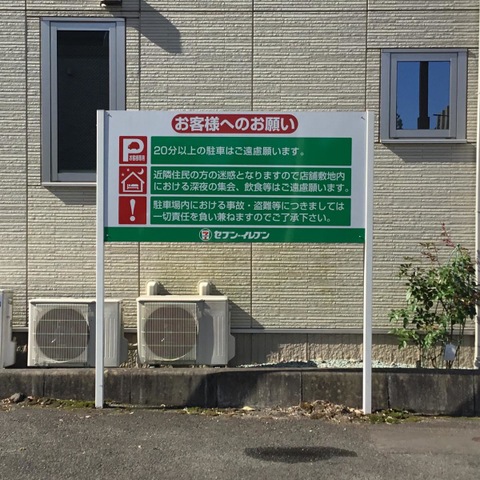 お客様へのお願い
20分以上の駐車はご遠慮願います。
近隣住民の方の迷惑となりますので店舗敷地内
における深夜の集会、飲食等はご遠慮願います。
駐車場内における事故・盗難等につきましては
一切責任を負い兼ねますのでご了承下さい。
セブン-イレブン